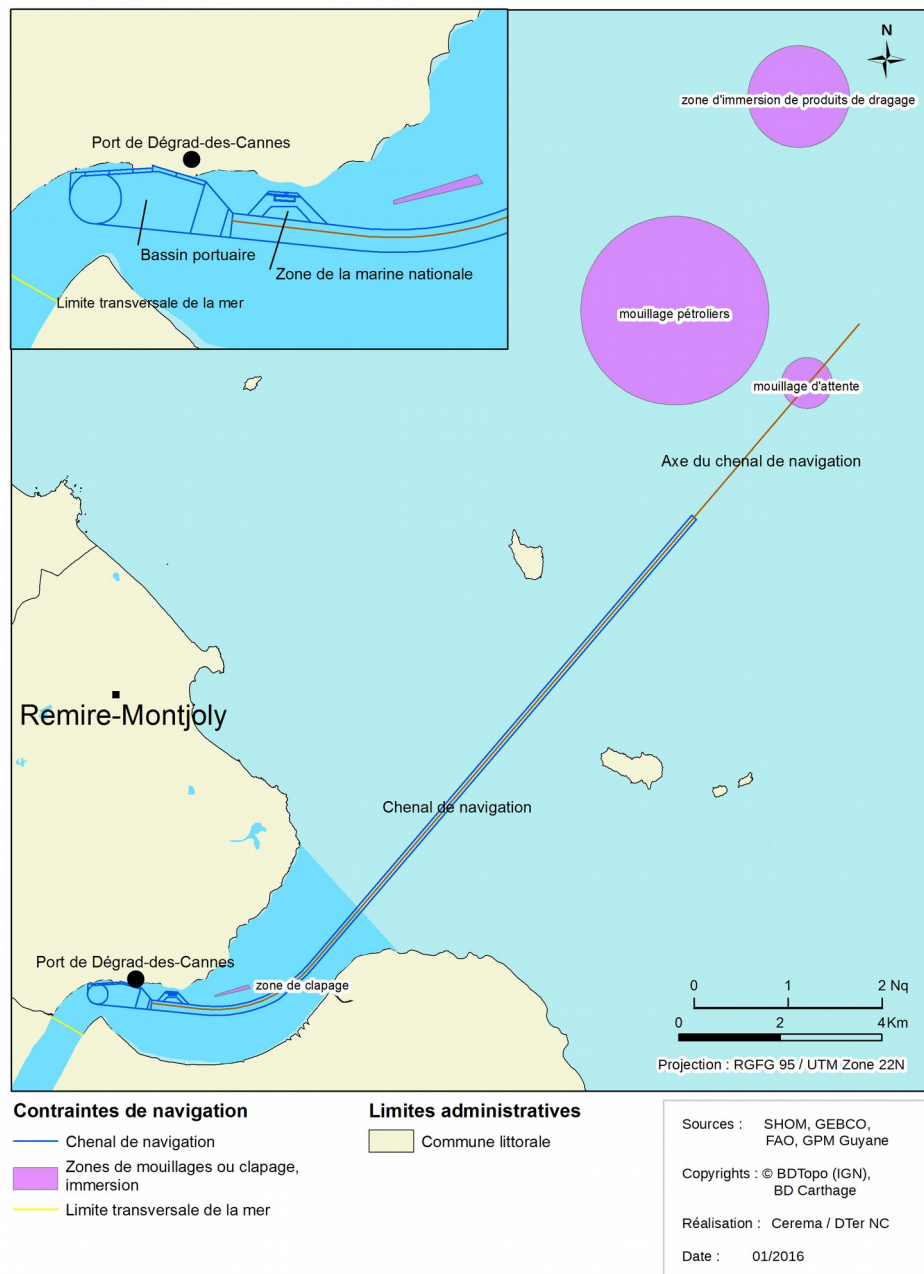 N
zone d'immersion de produits de dragage
Port de Dégrad-des-Cannes
Bassin portuaire
Zone de la marine nationale
Limite transversale de la mer
mouillage pétroliers
mouillage d'attente
Axe du chenal de navigation
Remire-Montjoly
Chenal de navigation
Port de Dégrad-des-Cannes
zone de clapage
0 1 2 Nq
0 2 4 Km
Projection : RGFG 95 / UTM Zone 22N
Contraintes de navigation
Chenal de navigation
Zones de mouillages ou clapage,
immersion
Limite transversale de la mer
Limites administratives
Commune littorale
Sources : SHOM, GEBCO,
FAO, GPM Guyane
Copyrights : © BDTopo (IGN),
BD Carthage
Réalisation : Cerema / DTer NC
Date : 01/2016